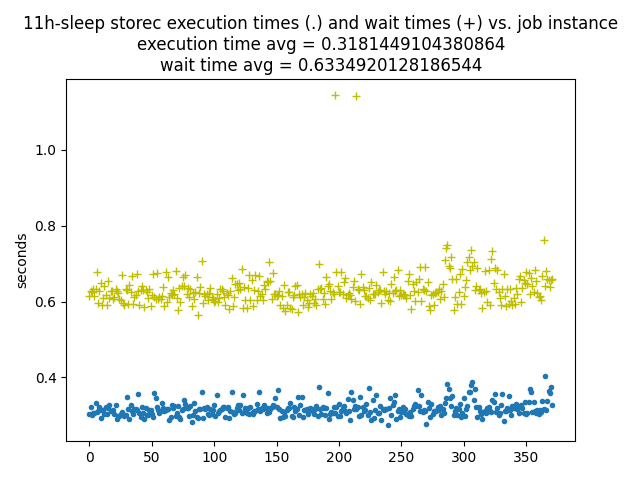 11h-sleep storec execution times (.) and wait times (+) vs. job instance
execution time avg = 0.3181449104380864
wait time avg = 0.6334920128186544
seconds
1.0
0.8
0.6
0.4
0 50 100 150 200 250 300 350